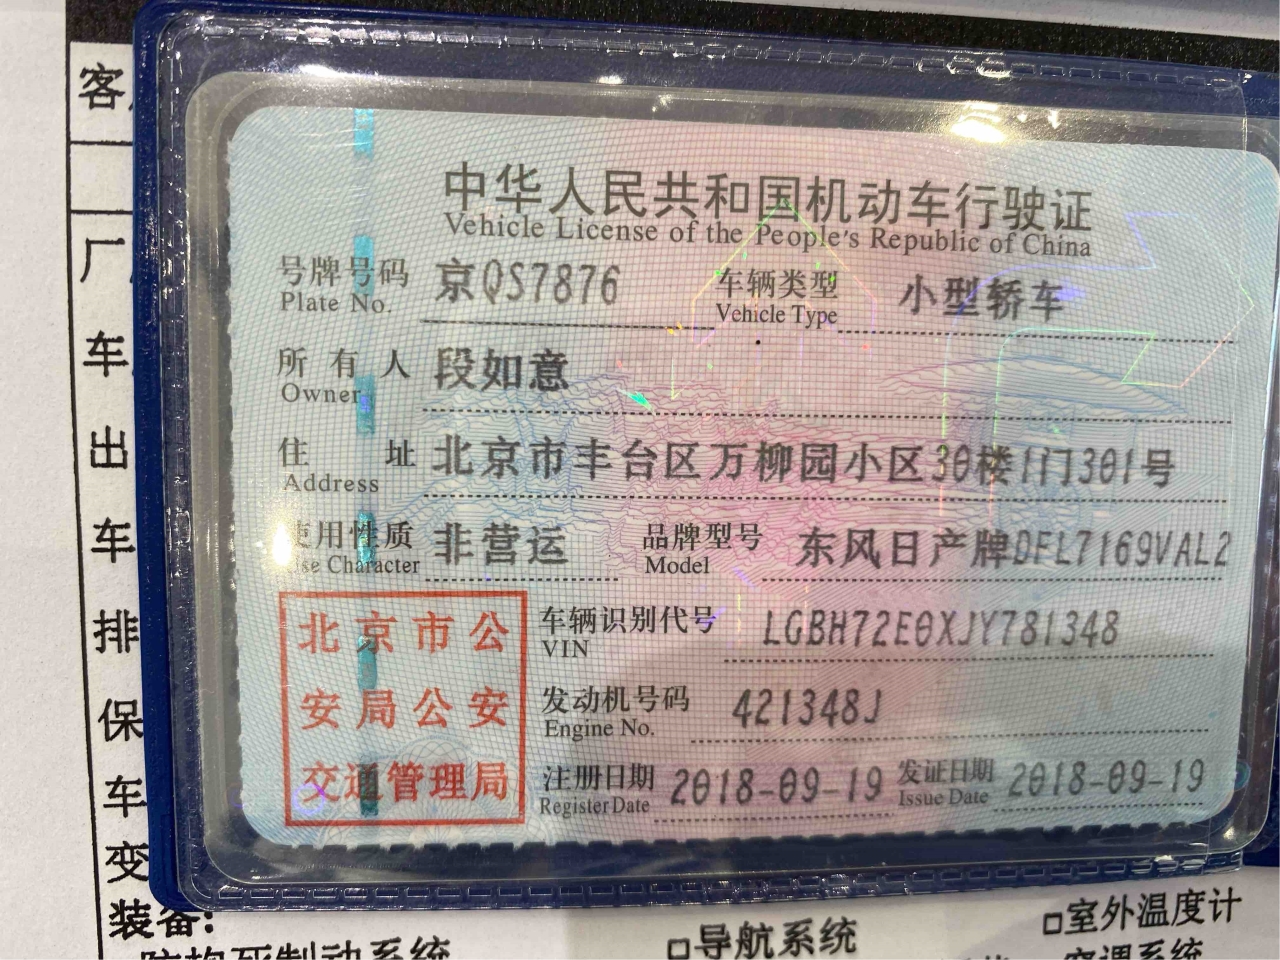 客
中华人民共和国机动车行驶证
Vehicle License of the People's Republic of China
号牌号码 京QS7876 车辆类型 小型轿车
Plate No. Vehicle Type
厂
所有人 段如意
Owner
车
住址 北京市丰台区万柳园小区30楼1门301号
Address
出
使用性质 非营运 品牌型号 东风日产牌DFL7169VAL2
Use Character Model
车
北京市公
安局公安
交通管理局
车辆识别代号 LGBH72E0XJY781348
VIN
排
发动机号码 421348J
Engine No.
保
注册日期 2018-09-19 发证日期 2018-09-19
Register Date Issue Date
车
变
装备:
□室外温度计
□导航系统